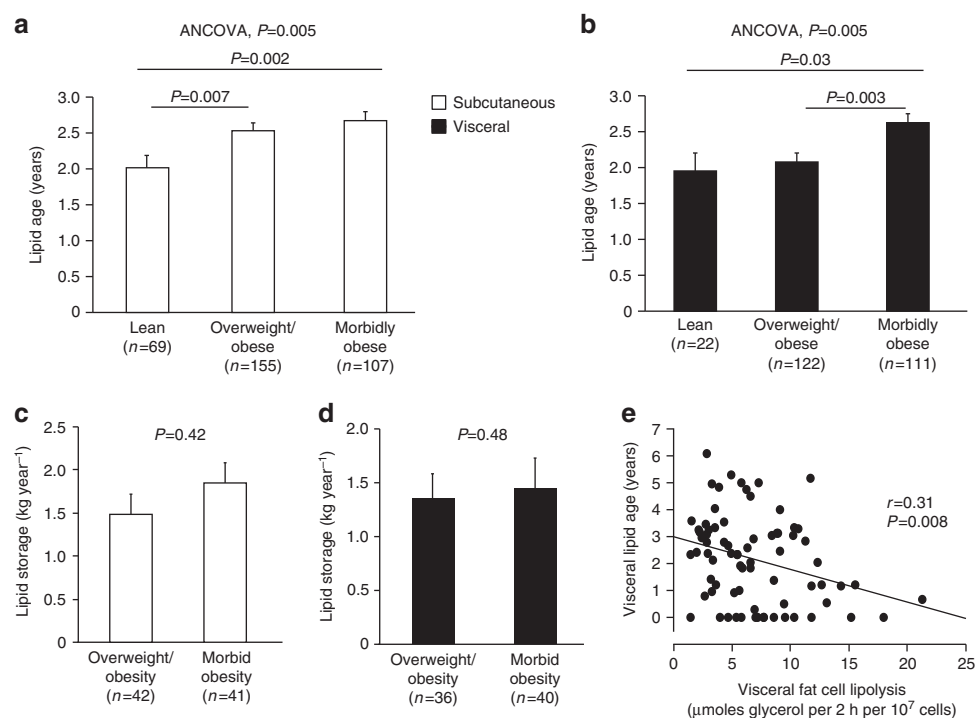 a
ANCOVA, P=0.005
P=0.002
P=0.007
3.0
2.5
2.0
1.5
1.0
0.5
0
Lipid age (years)
Lean
(n=69)
Overweight/
obese
(n=155)
Morbidly
obese
(n=107)
Subcutaneous
Visceral
b
ANCOVA, P=0.005
P=0.03
P=0.003
3.0
2.5
2.0
1.5
1.0
0.5
0
Lipid age (years)
Lean
(n=22)
Overweight/
obese
(n=122)
Morbidly
obese
(n=111)
c
P=0.42
2.5
2.0
1.5
1.0
0.5
0
Lipid storage (kg year⁻¹)
Overweight/
obesity
(n=42)
Morbid
obesity
(n=41)
d
P=0.48
2.0
1.5
1.0
0.5
0
Lipid storage (kg year⁻¹)
Overweight/
obesity
(n=36)
Morbid
obesity
(n=40)
e
r=0.31
P=0.008
7
6
5
4
3
2
1
0
Visceral lipid age (years)
0 5 10 15 20 25
Visceral fat cell lipolysis
(μmoles glycerol per 2 h per 10⁷ cells)